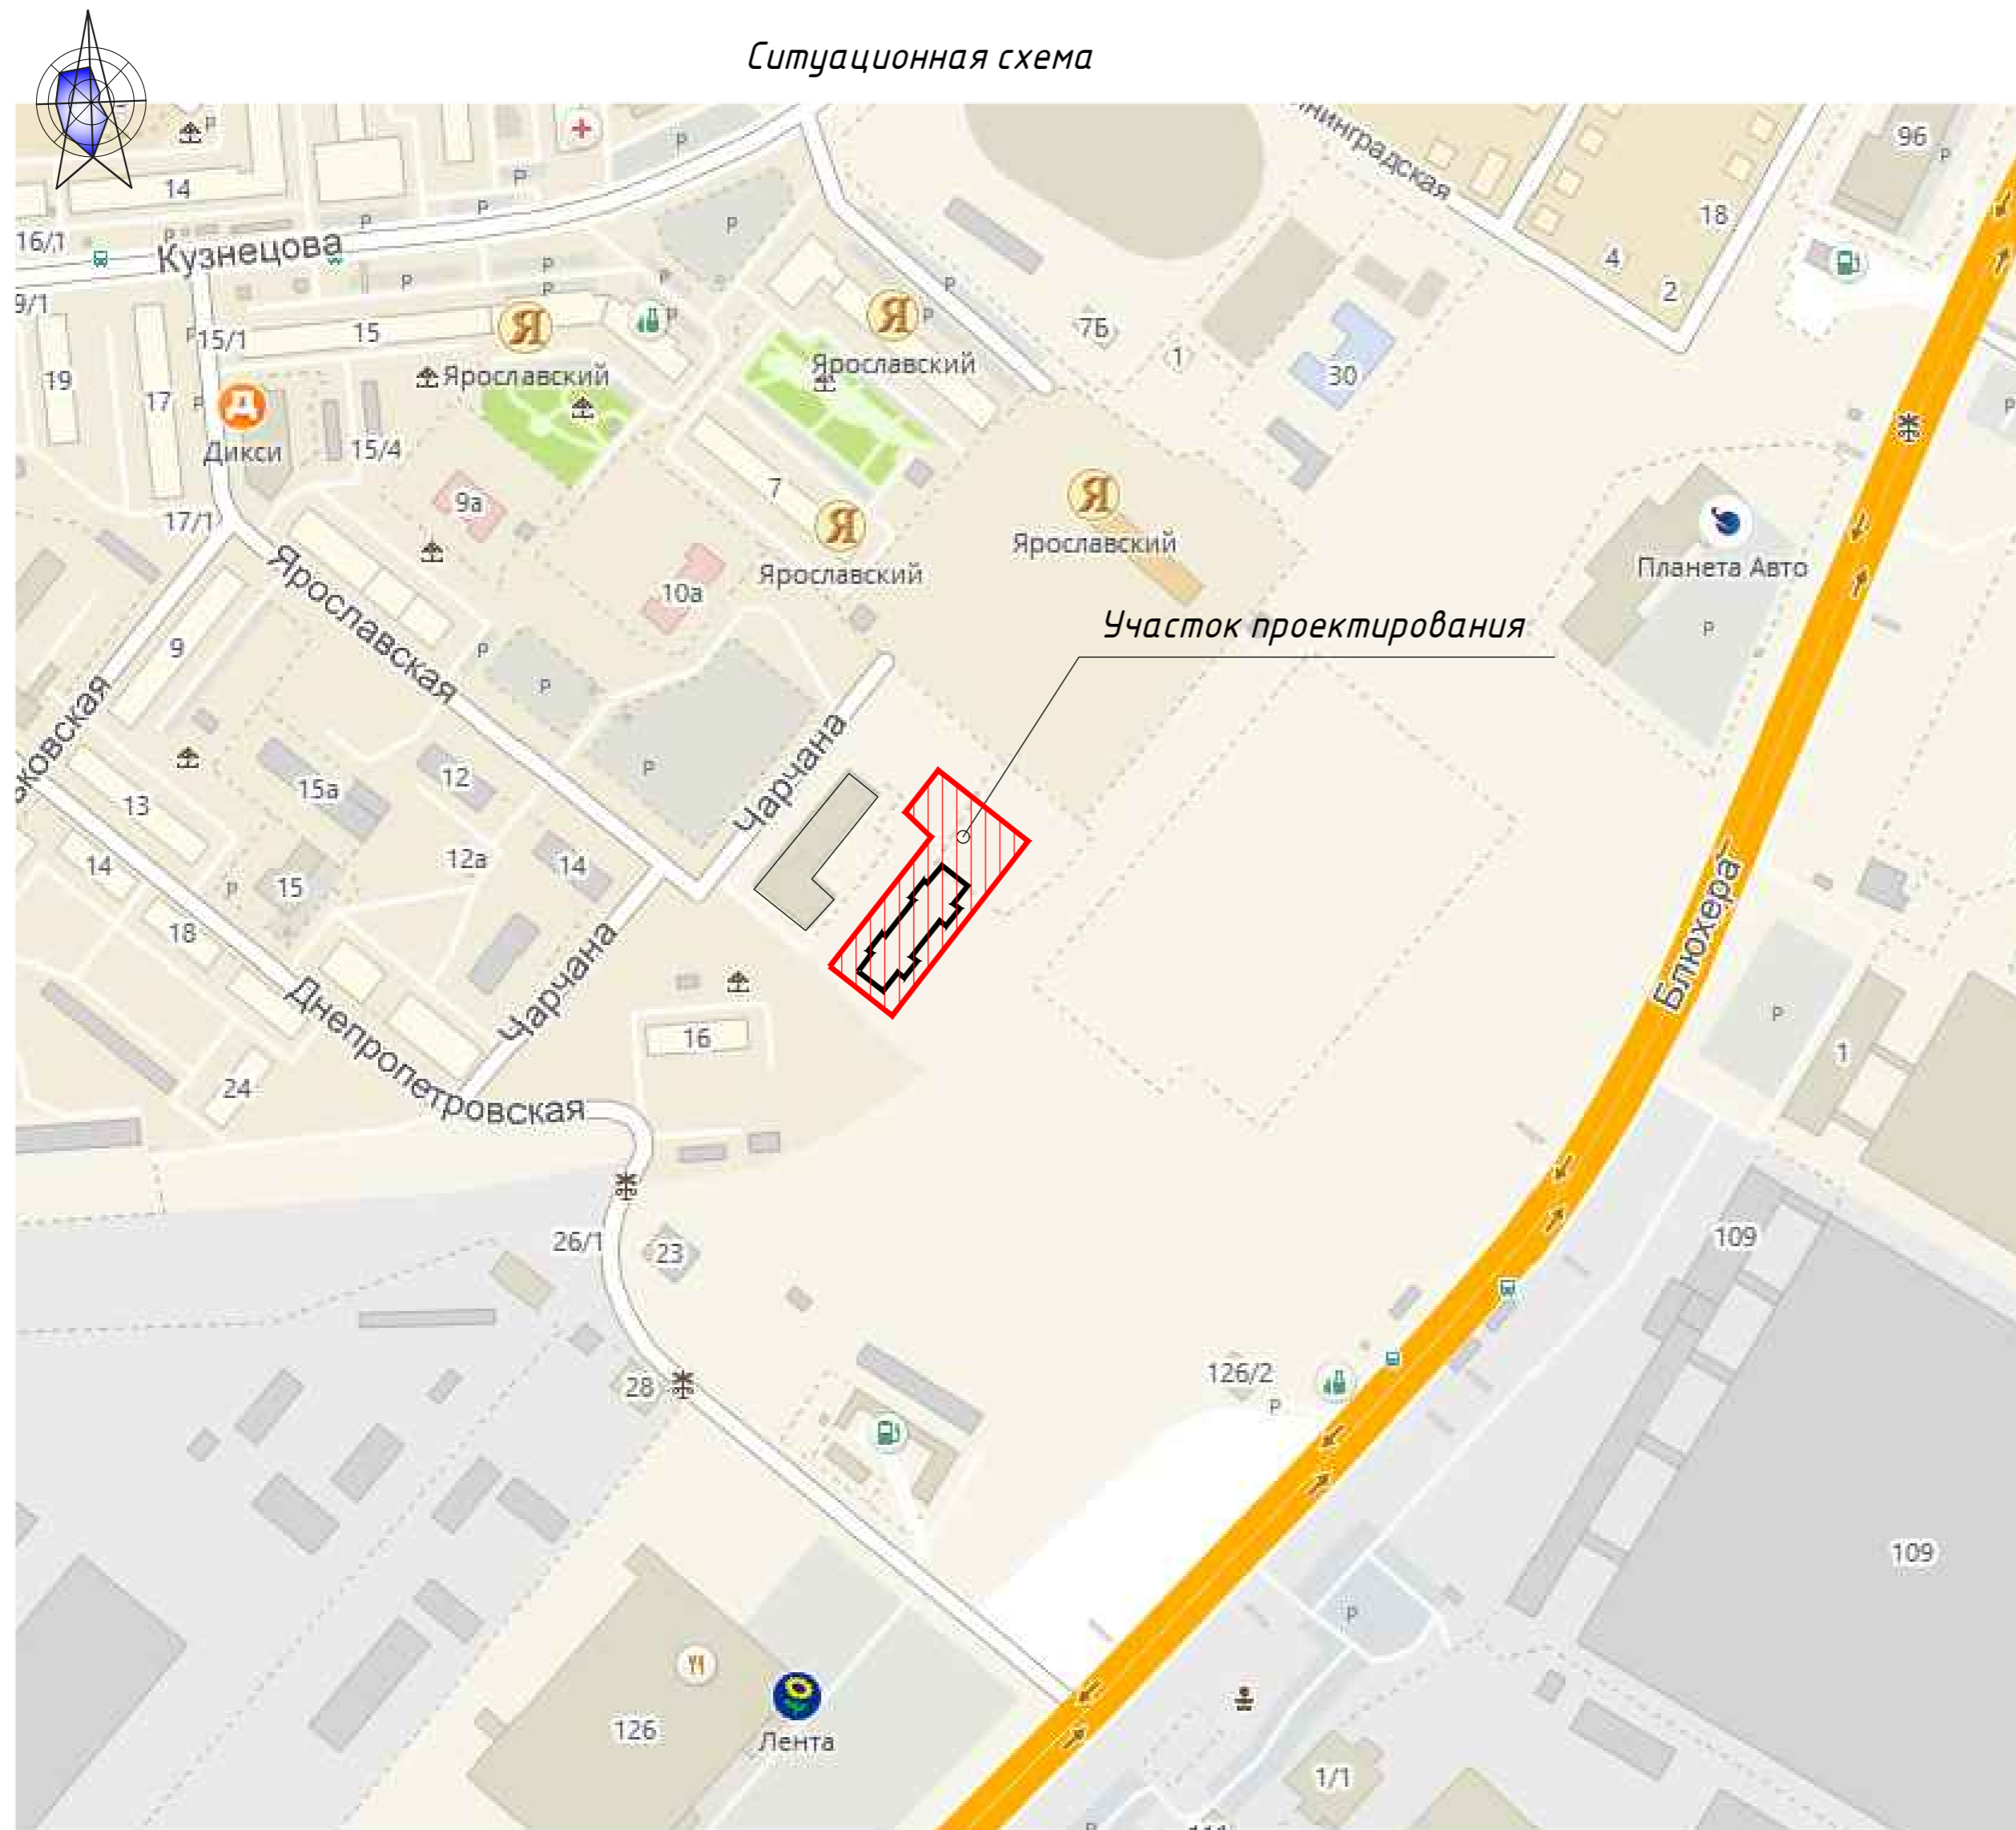 Ситуационная схема
96
Р
Р
Р
14
Р
Р
Р
Р
Р
18
16/1
Кузнецова
4
2
Р
Р
Р
Р
Р
9/1
15/1
15
Р
7Б
1
Ярославский
Ярославский
30
19
17
Р
Р
Дикси
15/4
9а
7
17/1
Ярославский
Ярославский
Планета Авто
10а
Участок проектирования
Р
9
Ярославская
Р
Р
ьковская
15а
12
Р
Чарчана
13
14
12а
14
15
Р
18
Блюхера
Чарчана
Днепропетровская
16
Р
1
24
26/1
23
109
28
126/2
Р
109
Р
126
Лента
1/1
Р